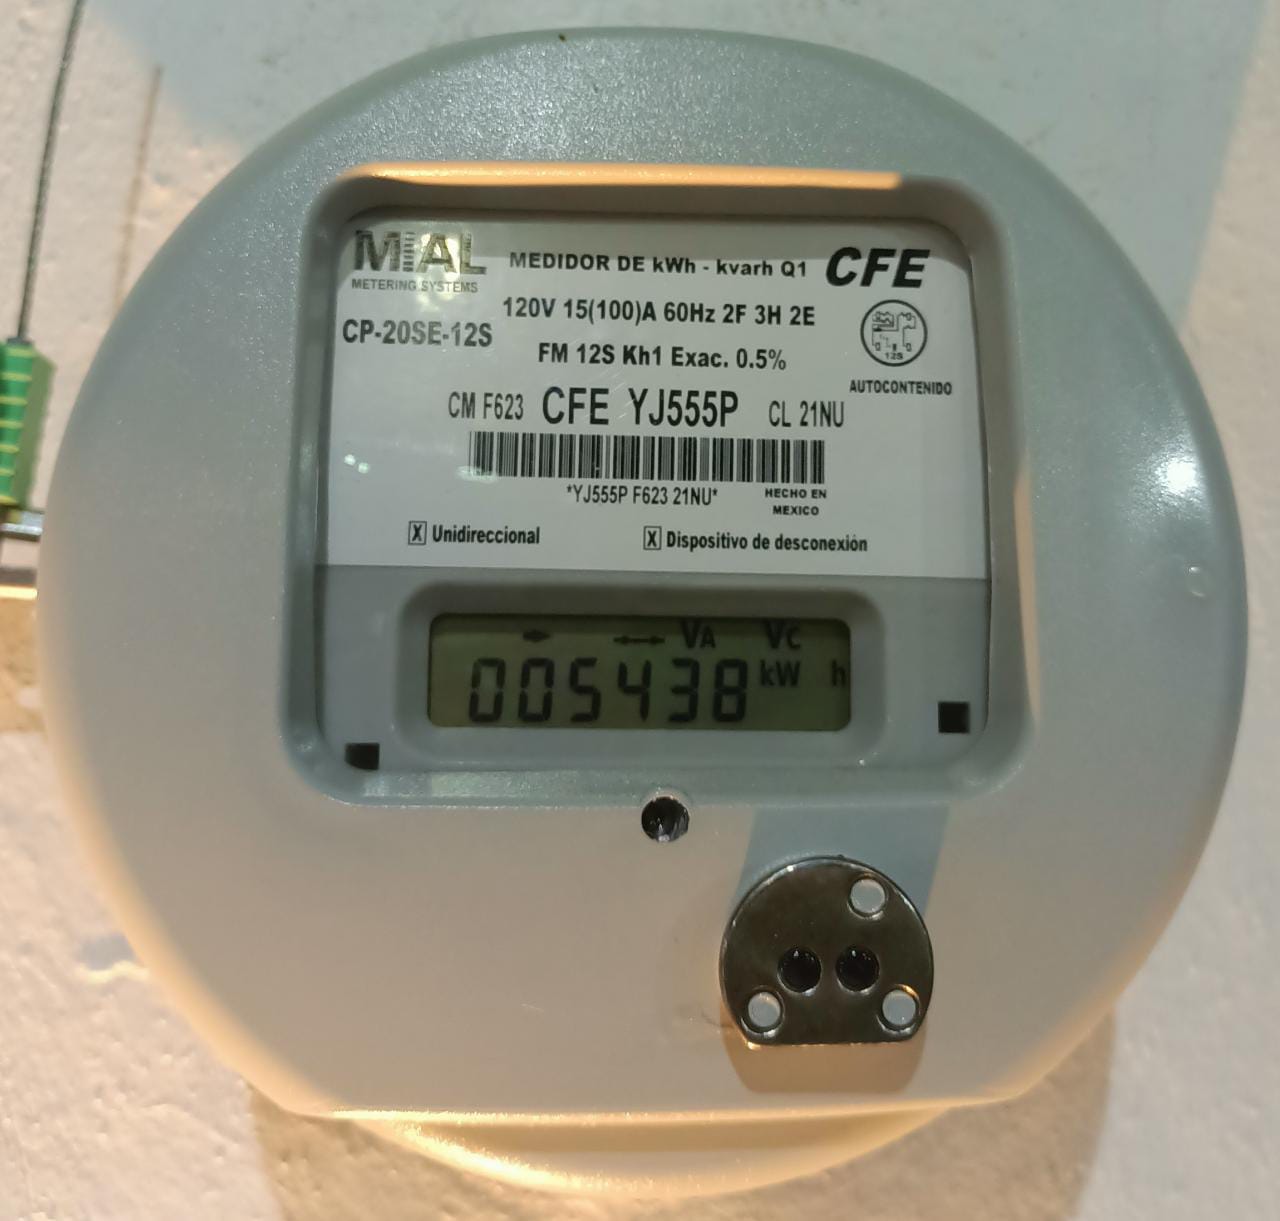 MIAL
METERING SYSTEMS
MEDIDOR DE kWh - kvarh Q1
CFE
120V 15(100)A 60Hz 2F 3H 2E
CP-20SE-12S
FM 12S Kh1 Exac. 0.5%
12S
AUTOCONTENIDO
CM F623 CFE YJ555P CL 21NU
*YJ555P F623 21NU*
HECHO EN
MEXICO
X Unidireccional
X Dispositivo de desconexión
VA VC
005438 kW h